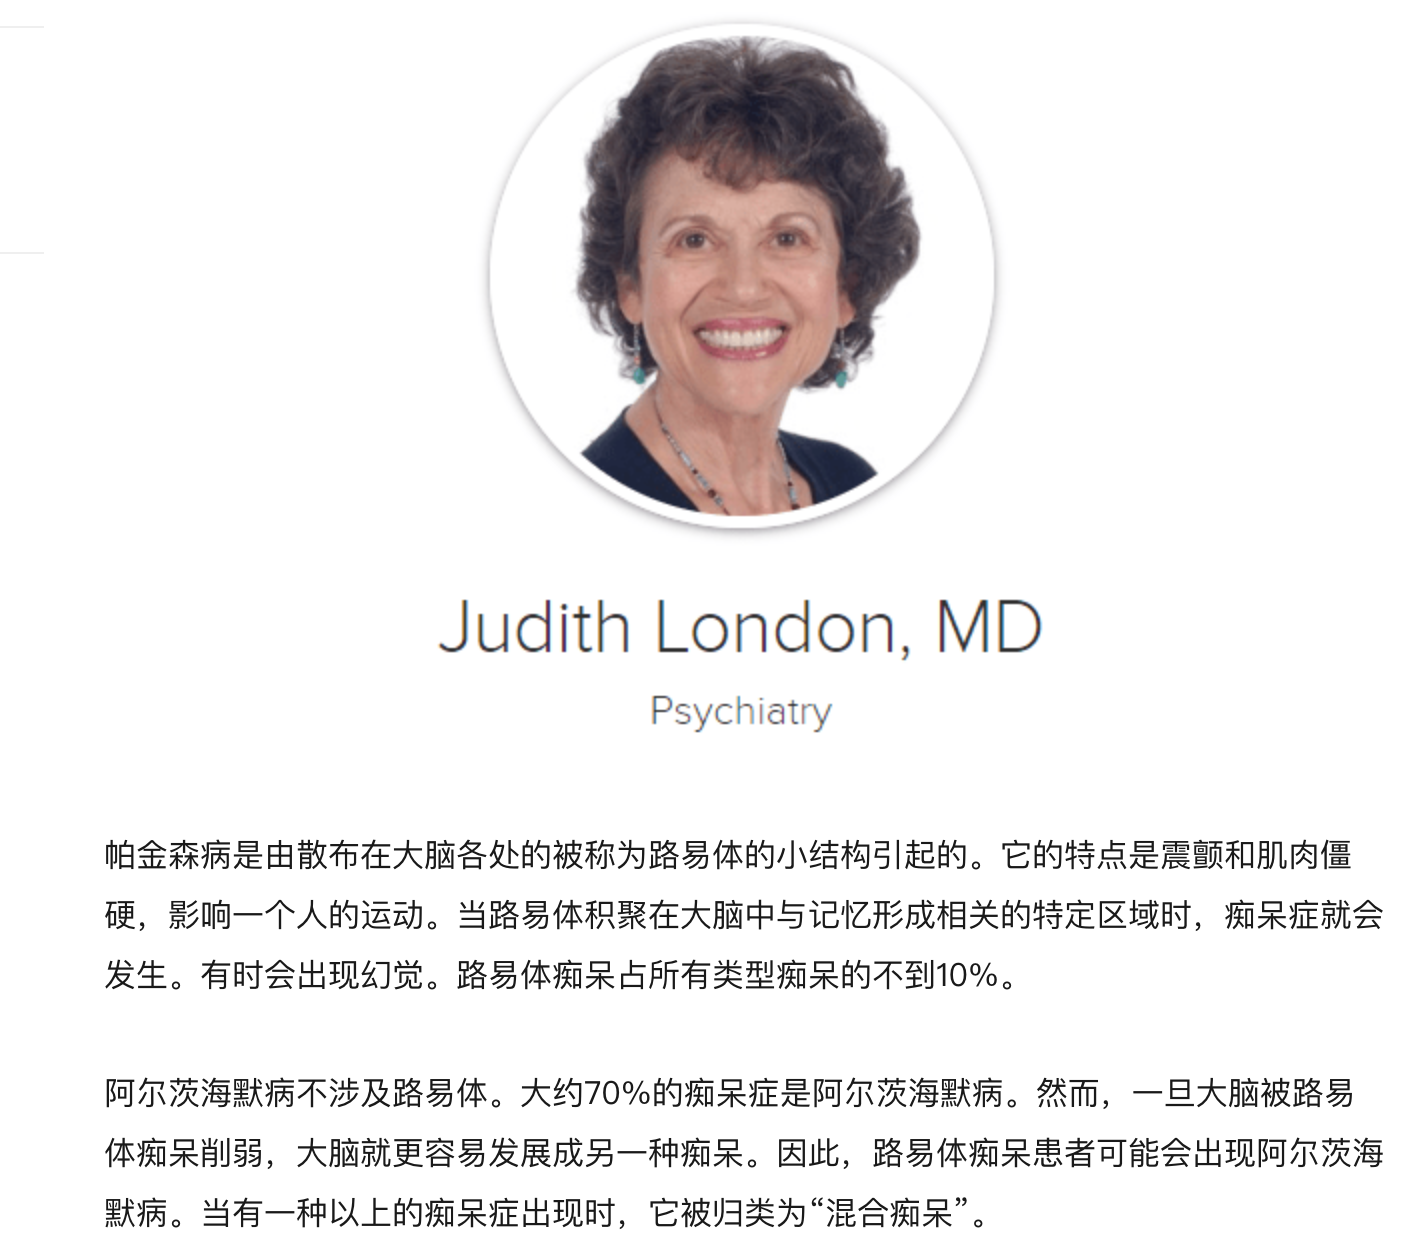 Judith London, MD
Psychiatry
帕金森病是由散布在大脑各处的被称为路易体的小结构引起的。它的特点是震颤和肌肉僵
硬，影响一个人的运动。当路易体积聚在大脑中与记忆形成相关的特定区域时，痴呆症就会
发生。有时会出现幻觉。路易体痴呆占所有类型痴呆的不到10%。
阿尔茨海默病不涉及路易体。大约70%的痴呆症是阿尔茨海默病。然而，一旦大脑被路易
体痴呆削弱，大脑就更容易发展成另一种痴呆。因此，路易体痴呆患者可能会出现阿尔茨海
默病。当有一种以上的痴呆症出现时，它被归类为“混合痴呆”。